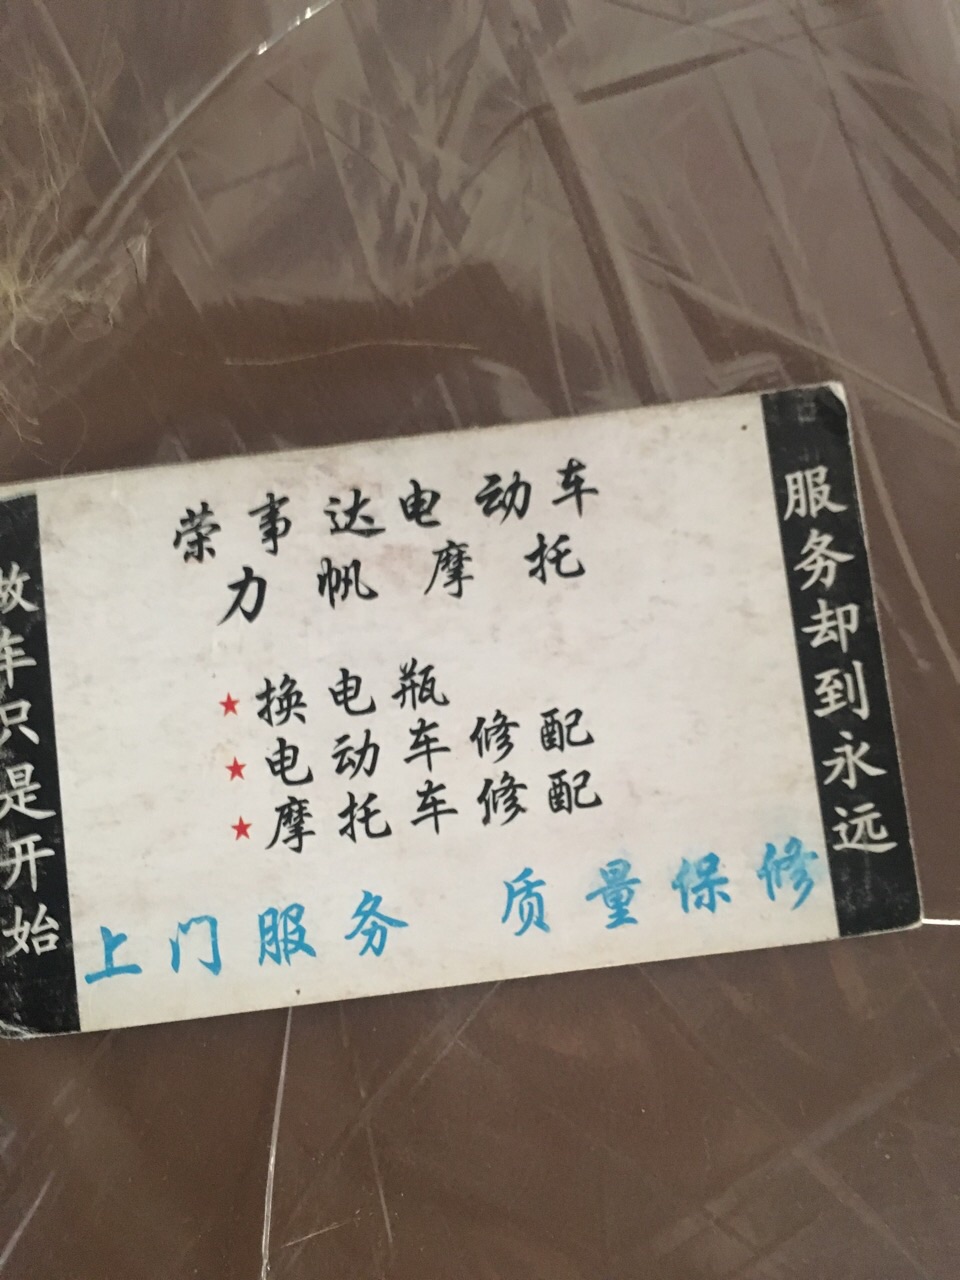 荣事达电动车
力帆摩托
★换电瓶
★电动车修配
★摩托车修配
上门服务 质量保修
做车只是开始
服务却到永远